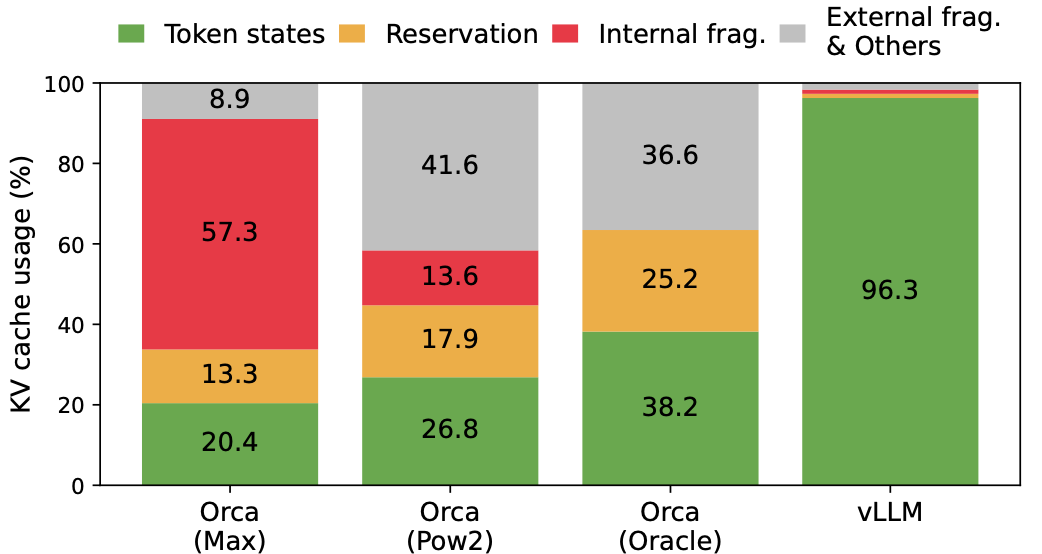 Token states
Reservation
Internal frag.
External frag.
& Others
KV cache usage (%)
100
80
60
40
20
0
8.9
57.3
13.3
20.4
41.6
13.6
17.9
26.8
36.6
25.2
38.2
96.3
Orca
(Max)
Orca
(Pow2)
Orca
(Oracle)
vLLM